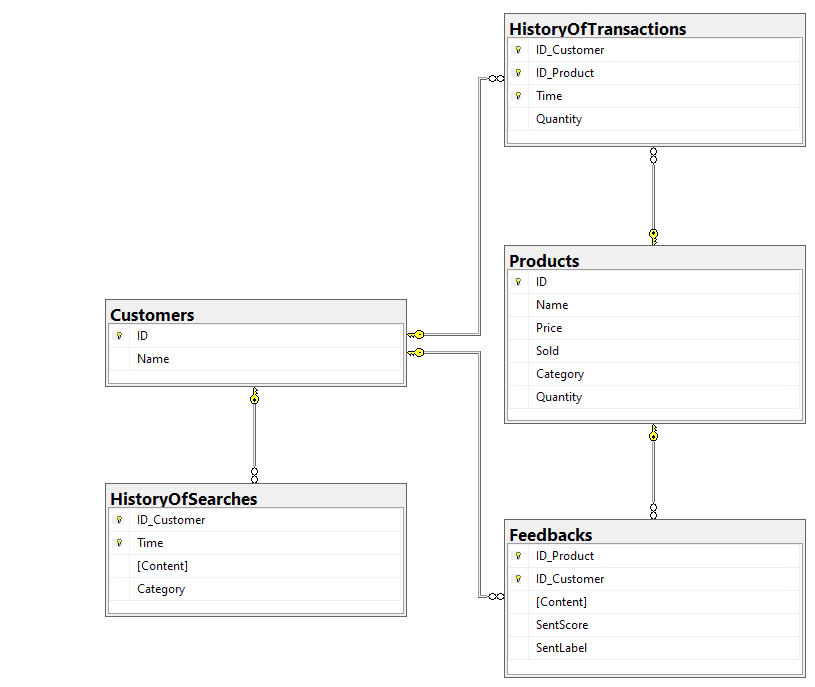 HistoryOfTransactions
ID_Customer
ID_Product
Time
Quantity
Products
ID
Name
Price
Sold
Category
Quantity
Customers
ID
Name
HistoryOfSearches
ID_Customer
Time
[Content]
Category
Feedbacks
ID_Product
ID_Customer
[Content]
SentScore
SentLabel